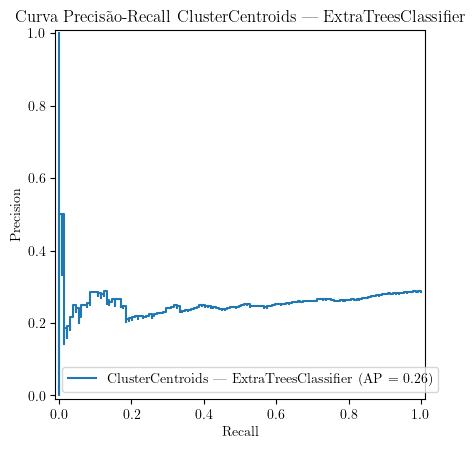 Curva Precisão-Recall ClusterCentroids — ExtraTreesClassifier
1.0
0.8
0.6
0.4
0.2
0.0
Precision
ClusterCentroids — ExtraTreesClassifier (AP = 0.26)
0.0 0.2 0.4 0.6 0.8 1.0
Recall